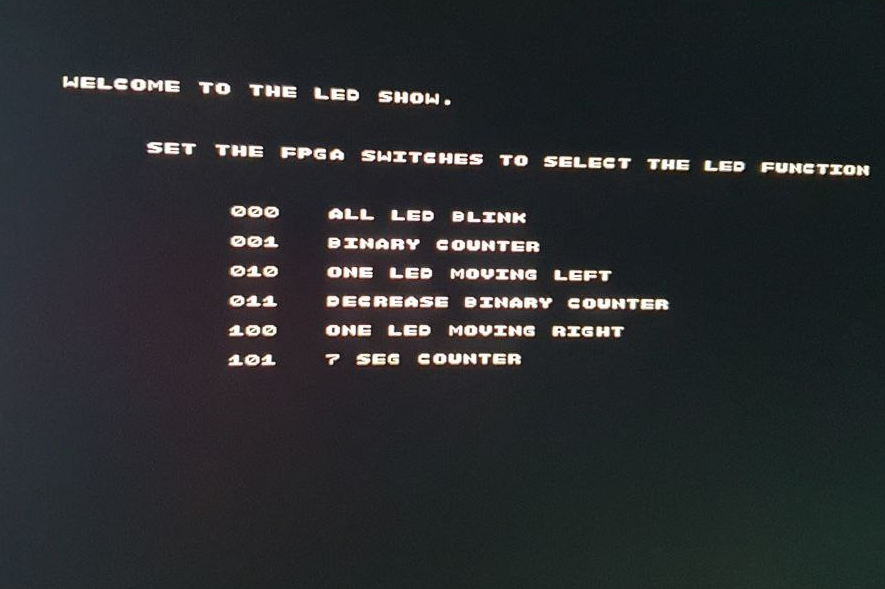 WELCOME TO THE LED SHOW.
SET THE FPGA SWITCHES TO SELECT THE LED FUNCTION
000 ALL LED BLINK
001 BINARY COUNTER
010 ONE LED MOVING LEFT
011 DECREASE BINARY COUNTER
100 ONE LED MOVING RIGHT
101 7 SEG COUNTER